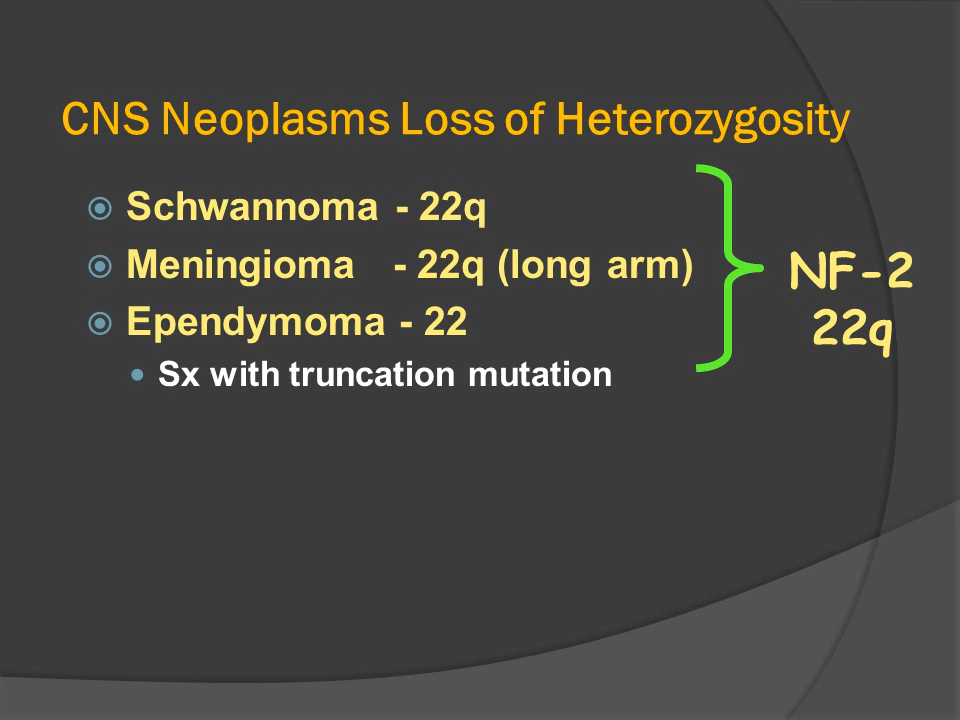 CNS Neoplasms Loss of Heterozygosity
Schwannoma - 22q
Meningioma - 22q (long arm)
Ependymoma - 22
Sx with truncation mutation
NF-2
22q